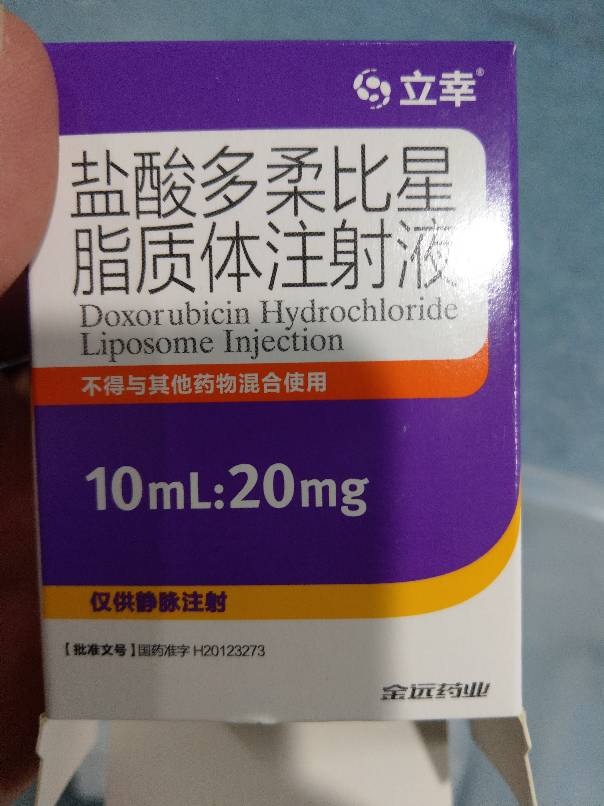 立幸®
盐酸多柔比星
脂质体注射液
Doxorubicin Hydrochloride
Liposome Injection
不得与其他药物混合使用
10mL:20mg
仅供静脉注射
【批准文号】国药准字 H20123273
金远药业